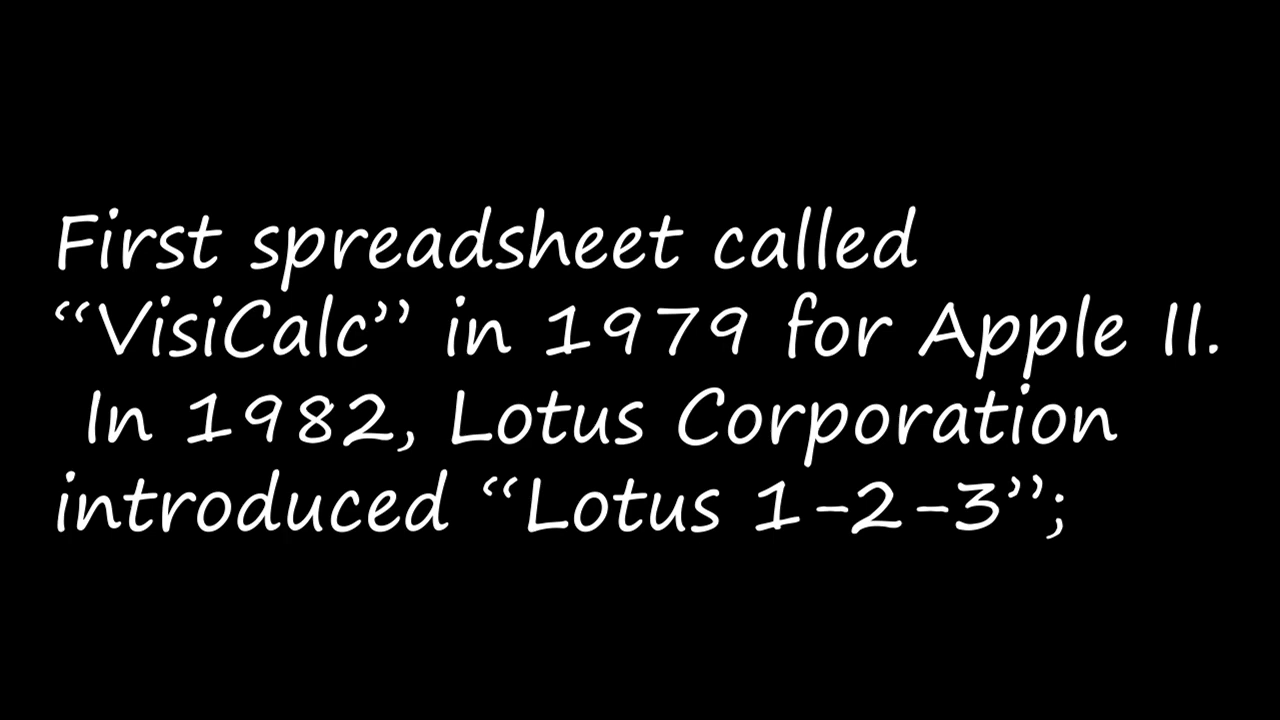 First spreadsheet called
“VisiCalc” in 1979 for Apple II.
In 1982, Lotus Corporation
introduced “Lotus 1-2-3”;